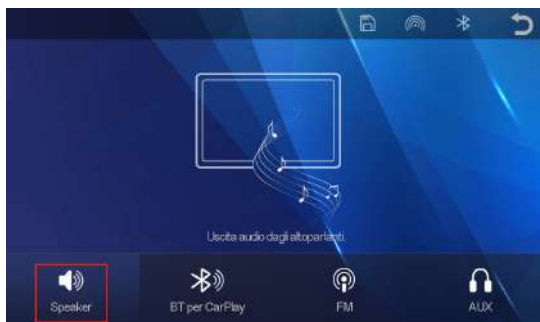 Uscita audio dagli altoparlanti.
Speaker
BT per CarPlay
FM
AUX